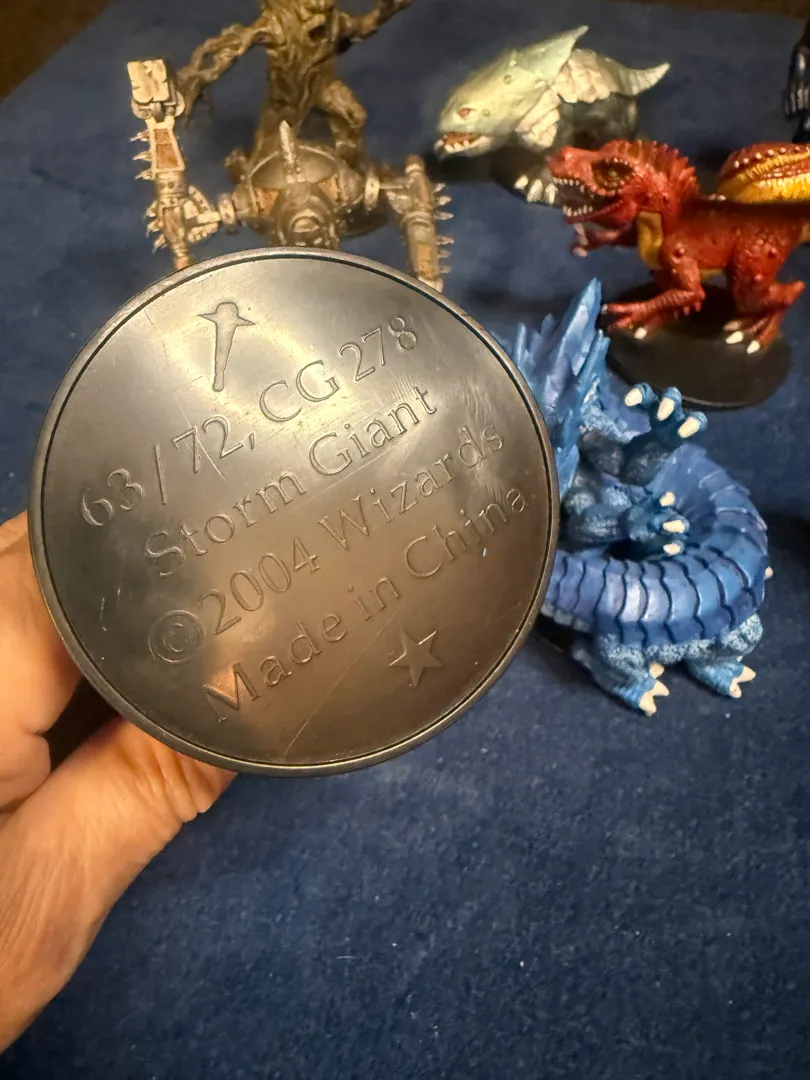 63/72, CG 278
Storm Giant
©2004 Wizards
Made in China